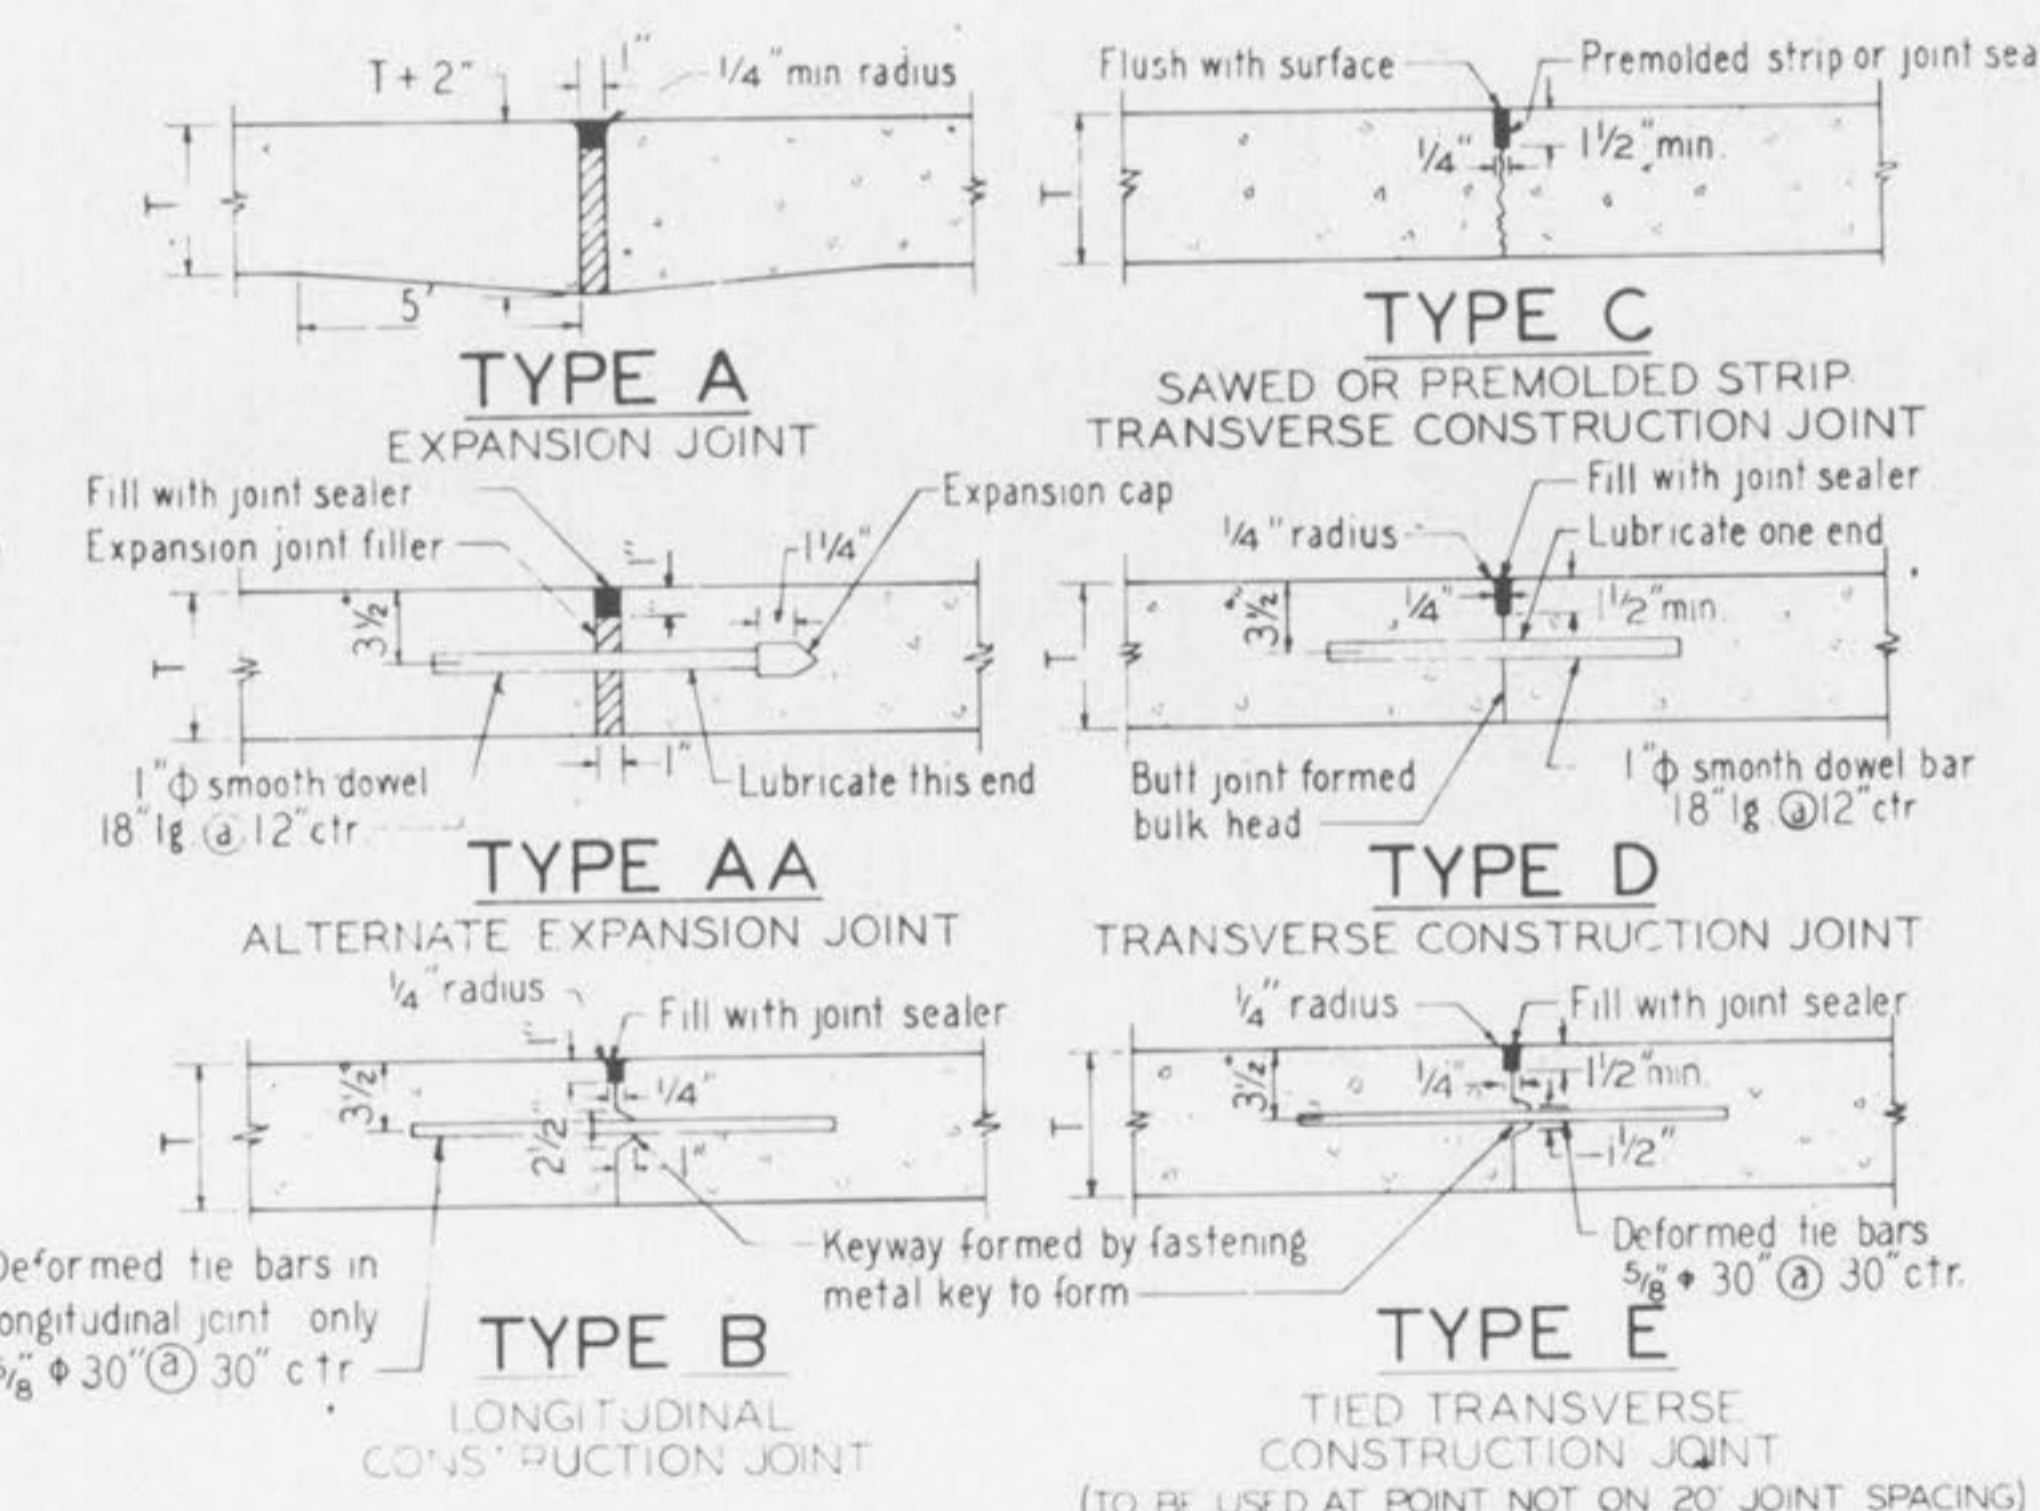 T + 2"
1"
1/4" min radius
T
5'
TYPE A
EXPANSION JOINT
Flush with surface
Premolded strip or joint sea
1/4"
1 1/2" min.
T
TYPE C
SAWED OR PREMOLDED STRIP
TRANSVERSE CONSTRUCTION JOINT
Fill with joint sealer
Expansion joint filler
Expansion cap
1"
1 1/4"
3 1/2"
T
1"
1" ϕ smooth dowel
18" lg @ 12" ctr.
Lubricate this end
TYPE AA
ALTERNATE EXPANSION JOINT
Fill with joint sealer
1/4" radius
Lubricate one end
1/4"
3 1/2"
1 1/2" min.
T
Butt joint formed
bulk head
1" ϕ smonth dowel bar
18" lg @ 12" ctr
TYPE D
TRANSVERSE CONSTRUCTION JOINT
1/4" radius
Fill with joint sealer
1"
3 1/2"
1/4"
T
2 1/2"
1"
Deformed tie bars in
longitudinal joint only
5/8" ϕ 30" @ 30" ctr
Keyway formed by fastening
metal key to form
TYPE B
LONGITUDINAL
CONSTRUCTION JOINT
1/4" radius
Fill with joint sealer
3 1/2"
1/4"
1 1/2" min.
T
1 1/2"
Deformed tie bars
5/8" ϕ 30" @ 30" ctr.
TYPE E
TIED TRANSVERSE
CONSTRUCTION JOINT
(TO BE USED AT POINT NOT ON 20' JOINT SPACING)